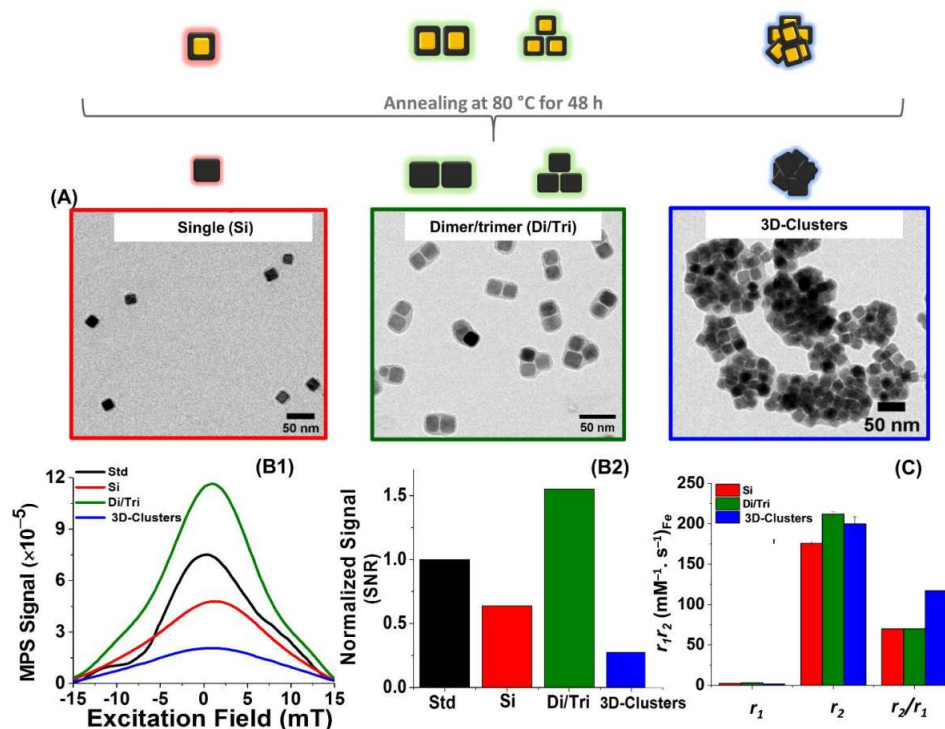 Annealing at 80 °C for 48 h
(A)
Single (Si)
50 nm
Dimer/trimer (Di/Tri)
50 nm
3D-Clusters
50 nm
(B1)
Std
Si
Di/Tri
3D-Clusters
MPS Signal (×10⁻⁵)
12
9
6
3
0
-15 -10 -5 0 5 10 15
Excitation Field (mT)
(B2)
Normalized Signal
(SNR)
1.5
1.0
0.5
0.0
Std Si Di/Tri 3D-Clusters
(C)
Si
Di/Tri
3D-Clusters
r₁r₂ (mM⁻¹· s⁻¹)Fe
250
200
150
100
50
0
r₁ r₂ r₂/r₁